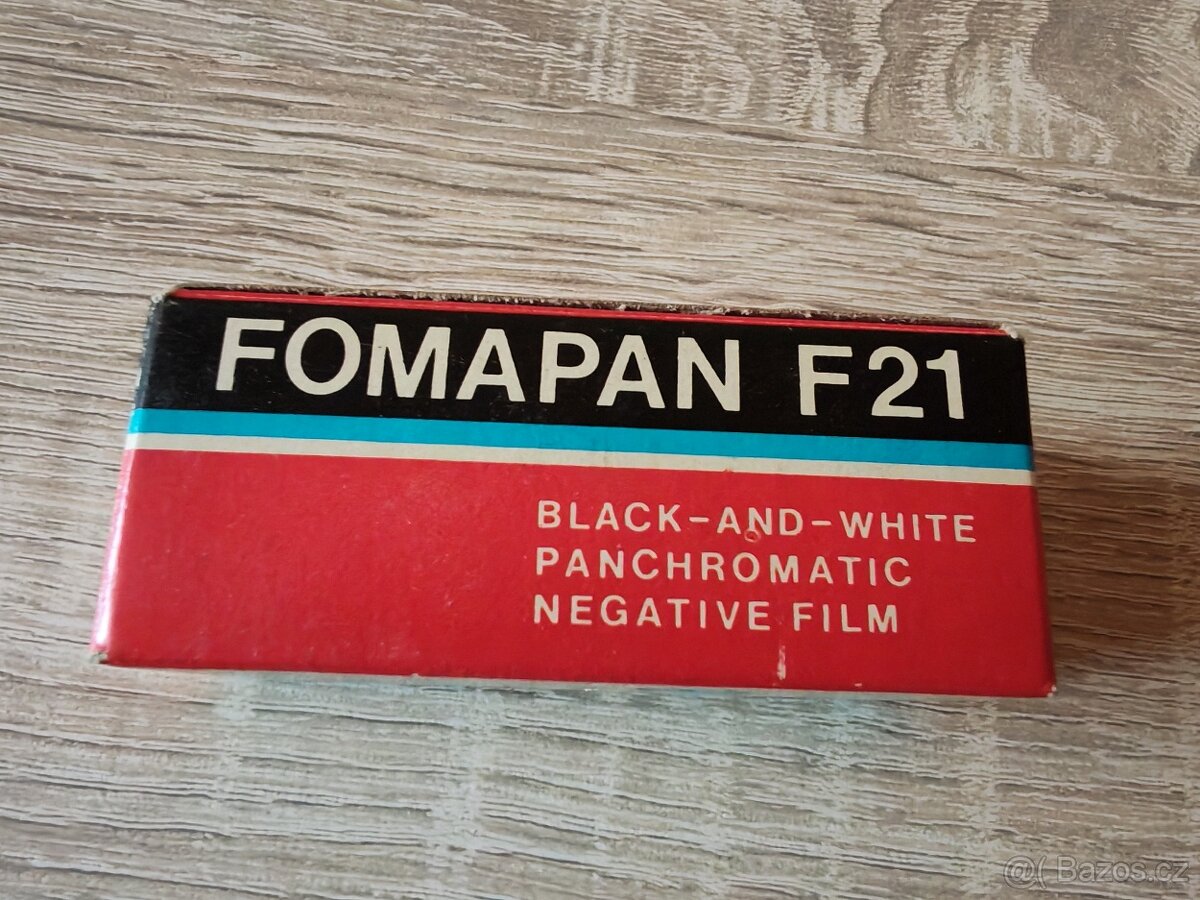 FOMAPAN F21
BLACK-AND-WHITE
PANCHROMATIC
NEGATIVE FILM
@( Bazos.cz